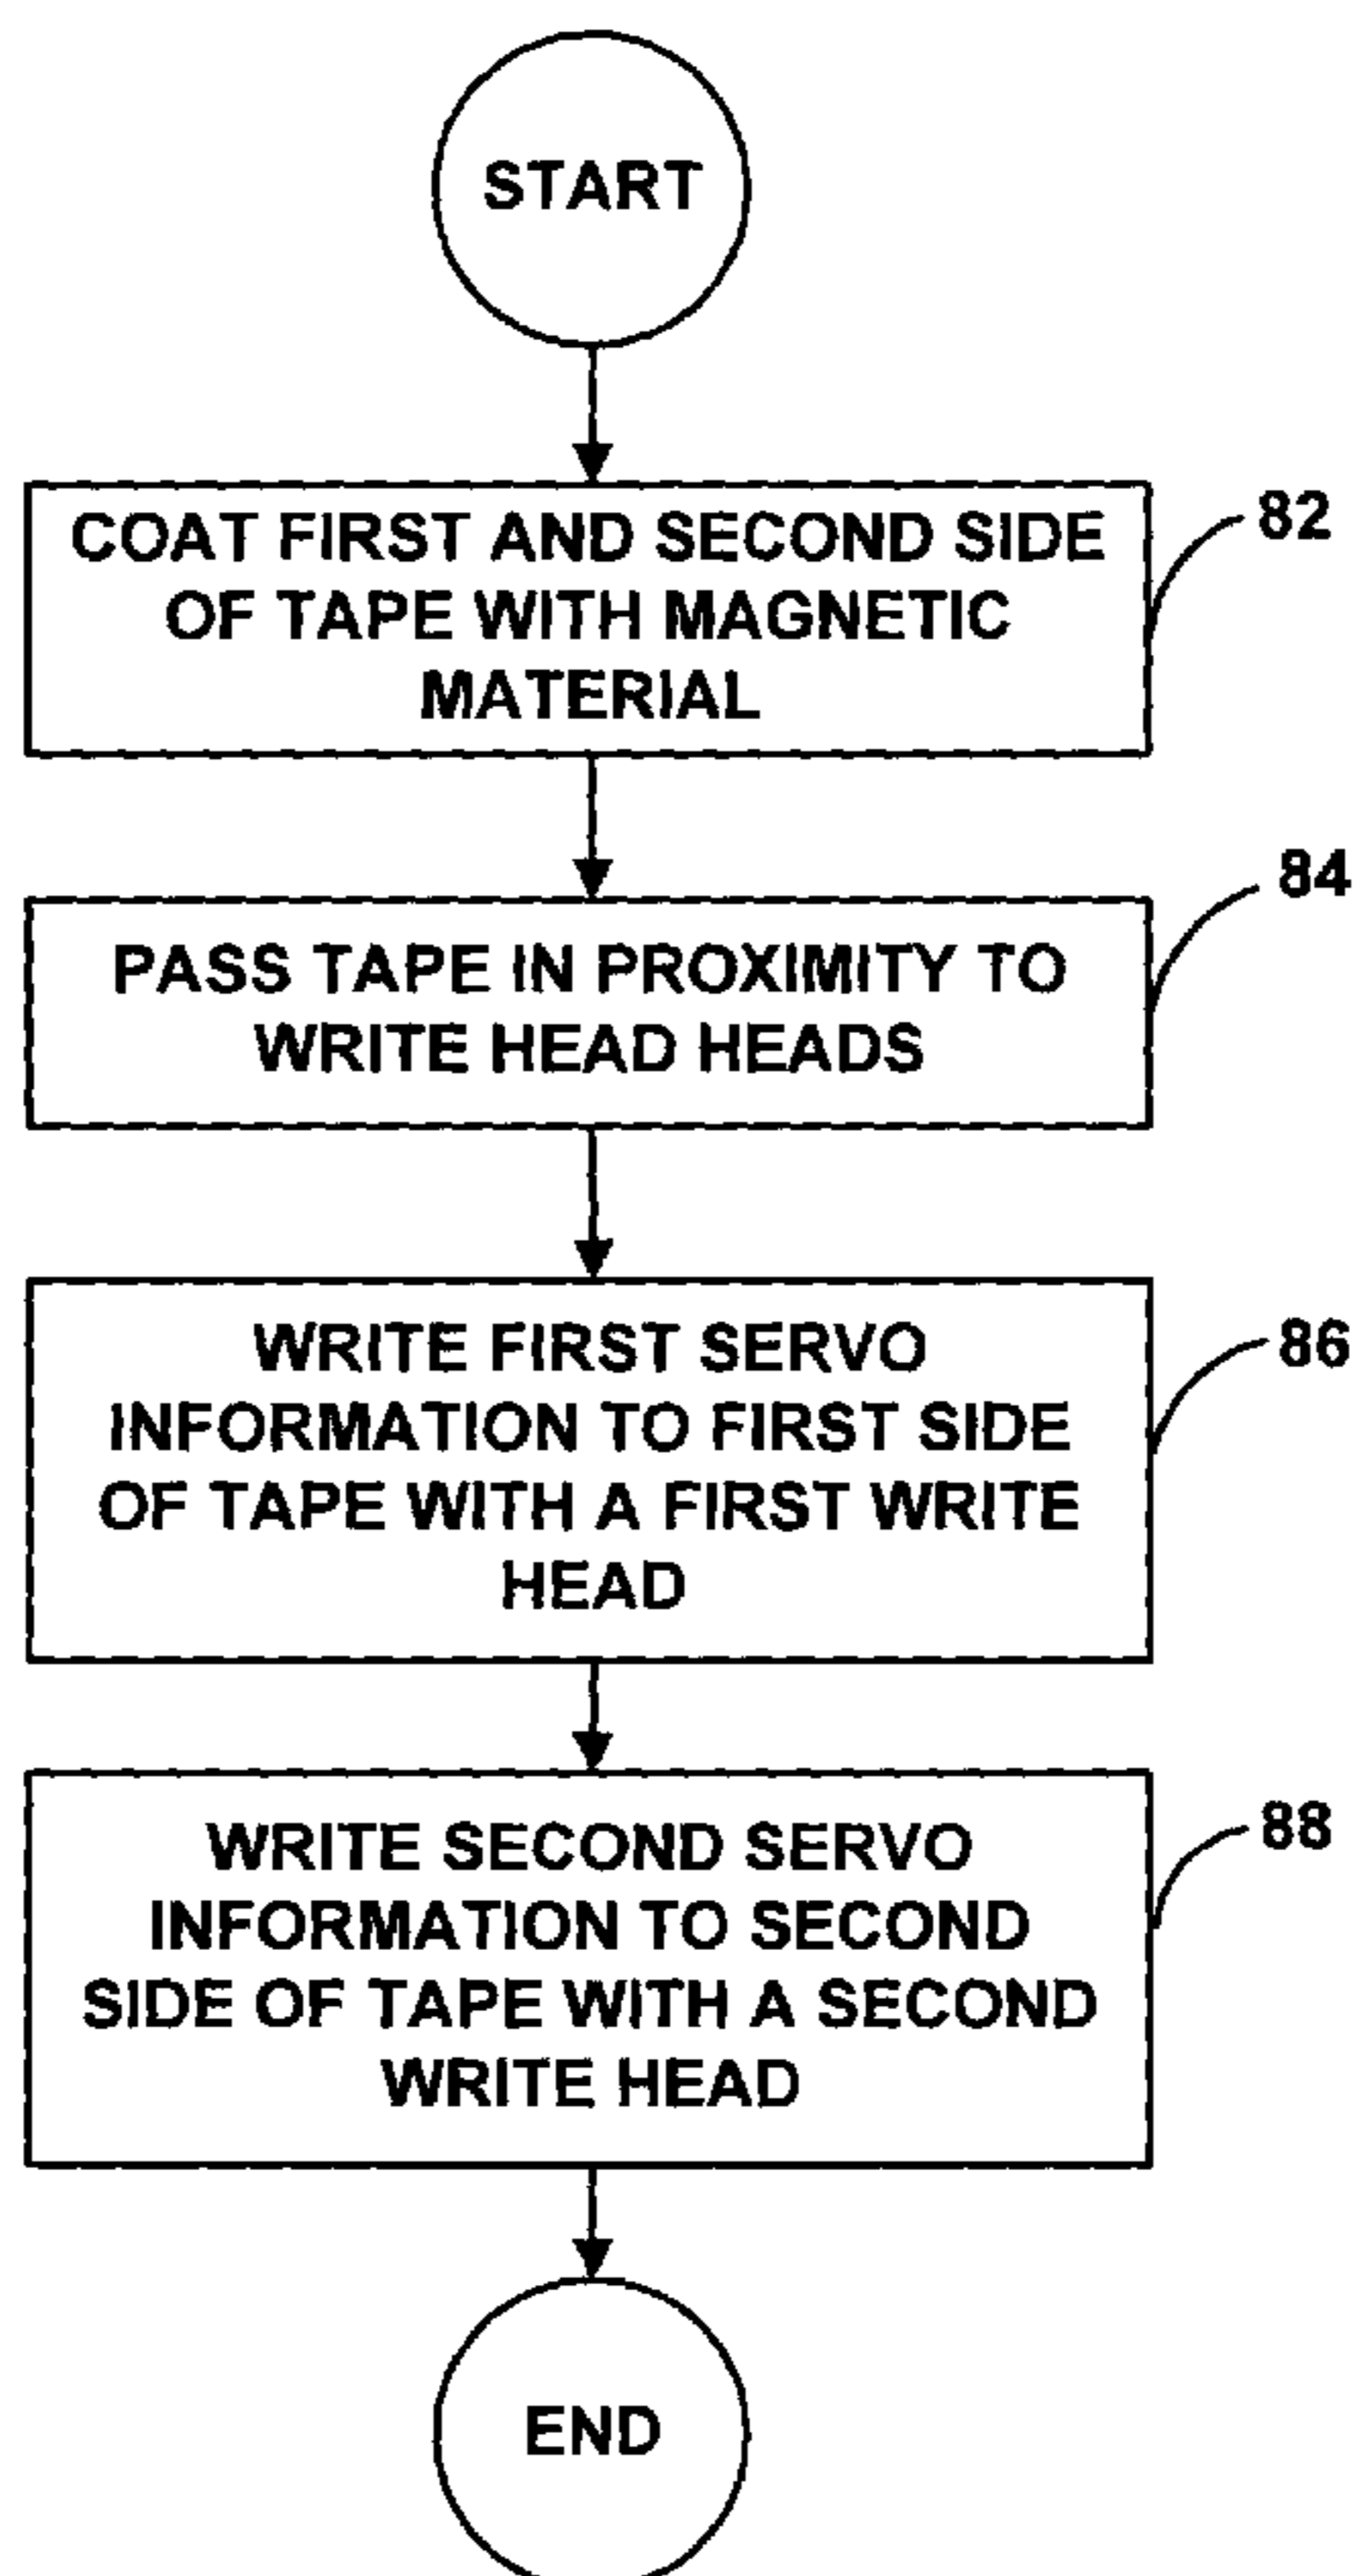 START
COAT FIRST AND SECOND SIDE
OF TAPE WITH MAGNETIC
MATERIAL
82
PASS TAPE IN PROXIMITY TO
WRITE HEAD HEADS
84
WRITE FIRST SERVO
INFORMATION TO FIRST SIDE
OF TAPE WITH A FIRST WRITE
HEAD
86
WRITE SECOND SERVO
INFORMATION TO SECOND
SIDE OF TAPE WITH A SECOND
WRITE HEAD
88
END